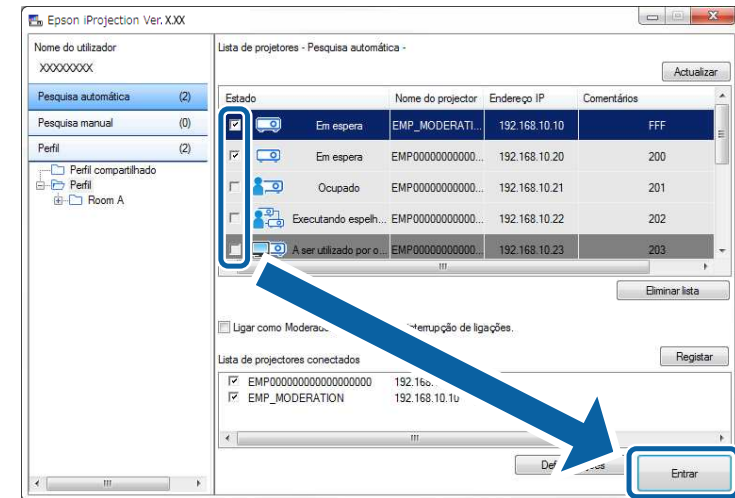 Epson iProjection Ver. X.XX
Nome do utilizador
XXXXXXXX
Pesquisa automática (2)
Pesquisa manual (0)
Perfil (2)
Perfil compartilhado
Perfil
Room A
Lista de projetores - Pesquisa automática -
Actualizar
Estado Nome do projector Endereço IP Comentários
Em espera EMP_MODERATI... 192.168.10.10 FFF
Em espera EMP00000000000... 192.168.10.20 200
Ocupado EMP00000000000... 192.168.10.21 201
Executando espelh... EMP00000000000... 192.168.10.22 202
A ser utilizado por o... EMP00000000000... 192.168.10.23 203
Eliminar lista
Ligar como interrupção de ligações.
Lista de projectores conectados
Registar
EMP000000000000000000 192.168.
EMP_MODERATION 192.168.10.10
Entrar